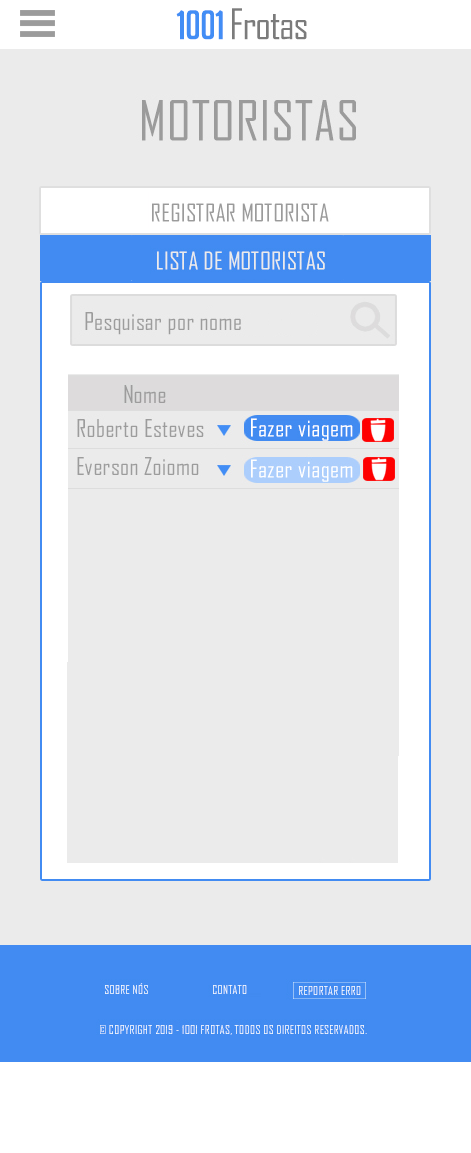 1001 Frotas
MOTORISTAS
REGISTRAR MOTORISTA
LISTA DE MOTORISTAS
Pesquisar por nome
Nome
Roberto Esteves Fazer viagem
Everson Zoiomo Fazer viagem
SOBRE NÓS CONTATO REPORTAR ERRO
© COPYRIGHT 2019 - 1001 FROTAS, TODOS OS DIREITOS RESERVADOS.